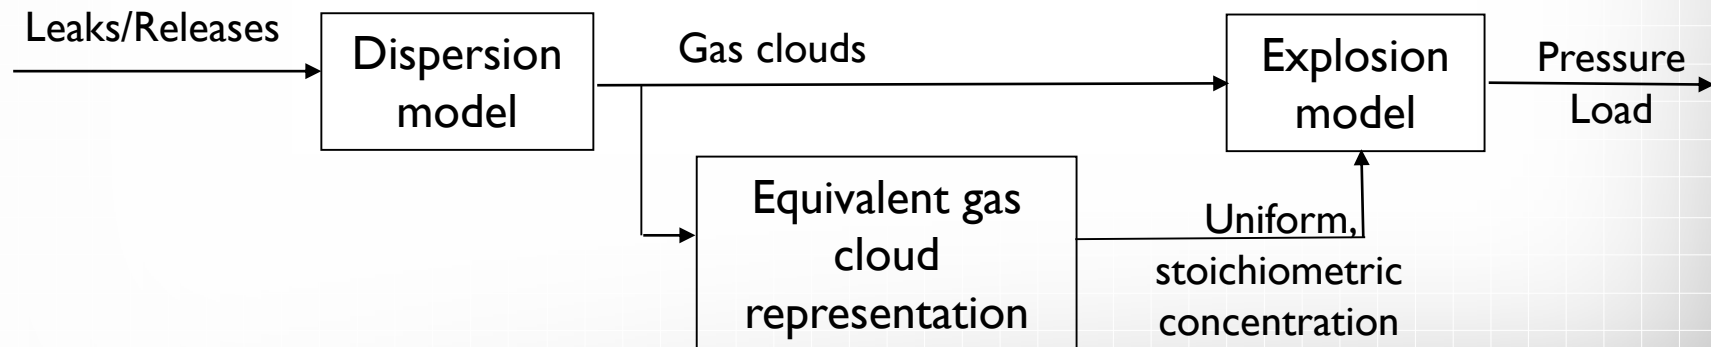 Leaks/Releases
Dispersion
model
Gas clouds
Explosion
model
Pressure
Load
Equivalent gas
cloud
representation
Uniform,
stoichiometric
concentration